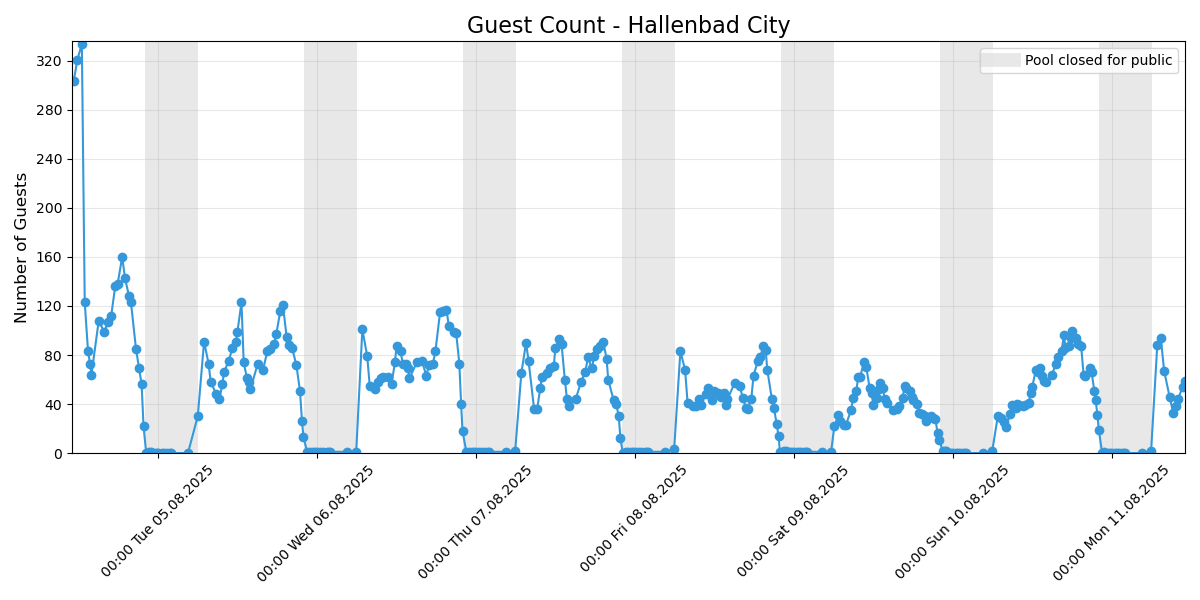 Guest Count - Hallenbad City
Pool closed for public
Number of Guests
320
280
240
200
160
120
80
40
0
00:00 Tue 05.08.2025
00:00 Wed 06.08.2025
00:00 Thu 07.08.2025
00:00 Fri 08.08.2025
00:00 Sat 09.08.2025
00:00 Sun 10.08.2025
00:00 Mon 11.08.2025